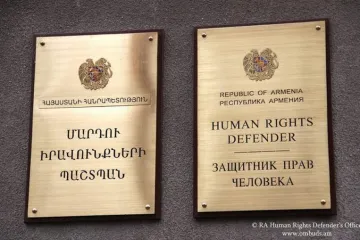 ՀԱՅԱՍՏԱՆԻ ՀԱՆՐԱՊԵՏՈՒԹՅՈՒՆ
ՄԱՐԴՈՒ
ԻՐԱՎՈՒՆՔՆԵՐԻ
ՊԱՇՏՊԱՆ
REPUBLIC OF ARMENIA
РЕСПУБЛИКА АРМЕНИЯ
HUMAN RIGHTS
DEFENDER
ЗАЩИТНИК ПРАВ
ЧЕЛОВЕКА
© RA Human Rights Defender's Office
www.ombuds.am